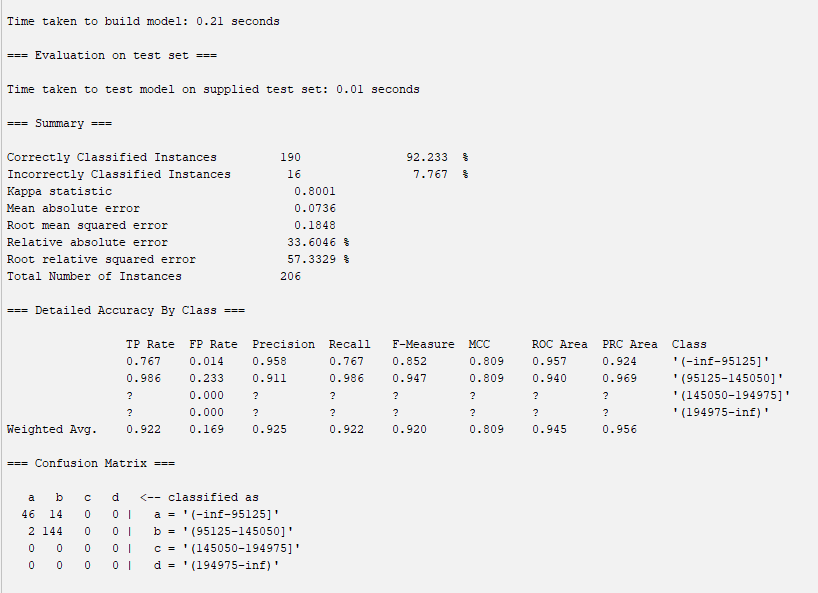 Time taken to build model: 0.21 seconds
=== Evaluation on test set ===
Time taken to test model on supplied test set: 0.01 seconds
=== Summary ===
Correctly Classified Instances         190               92.233  %
Incorrectly Classified Instances        16                7.767  %
Kappa statistic                          0.8001
Mean absolute error                      0.0736
Root mean squared error                  0.1848
Relative absolute error                 33.6046 %
Root relative squared error             57.3329 %
Total Number of Instances              206
=== Detailed Accuracy By Class ===
                 TP Rate  FP Rate  Precision  Recall   F-Measure  MCC      ROC Area  PRC Area  Class
                 0.767    0.014    0.958      0.767    0.852      0.809    0.957     0.924     '(-inf-95125]'
                 0.986    0.233    0.911      0.986    0.947      0.809    0.940     0.969     '(95125-145050]'
                 ?        0.000    ?          ?        ?          ?        ?         ?         '(145050-194975]'
                 ?        0.000    ?          ?        ?          ?        ?         ?         '(194975-inf)'
Weighted Avg.    0.922    0.169    0.925      0.922    0.920      0.809    0.945     0.956
=== Confusion Matrix ===
   a   b   c   d   <-- classified as
  46  14   0   0 |   a = '(-inf-95125]'
   2 144   0   0 |   b = '(95125-145050]'
   0   0   0   0 |   c = '(145050-194975]'
   0   0   0   0 |   d = '(194975-inf)'